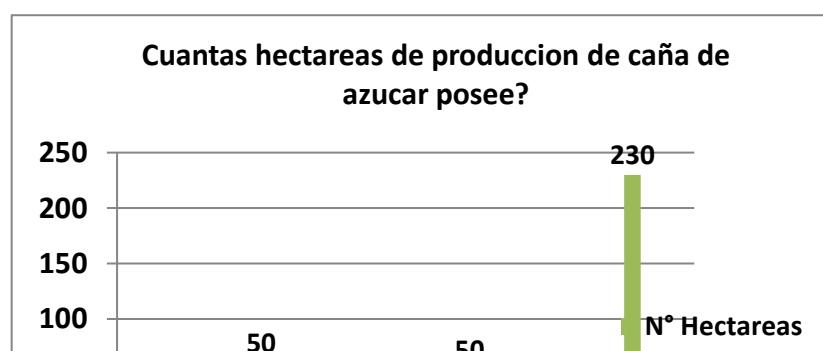 Cuantas hectareas de produccion de caña de
azucar posee?
250
230
200
150
100
N° Hectareas
50
50